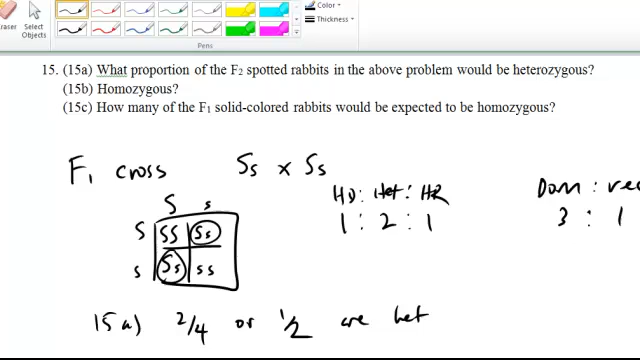 Eraser
Select
Objects
Color
Thickness
Pens
15. (15a) What proportion of the F₂ spotted rabbits in the above problem would be heterozygous?
(15b) Homozygous?
(15c) How many of the F₁ solid-colored rabbits would be expected to be homozygous?
F₁ cross Ss x Ss
S s
HD : Het : HR
Dom : rec
S SS Ss
1 : 2 : 1
3 : 1
s Ss ss
15 a) 2/4 or 1/2 are het